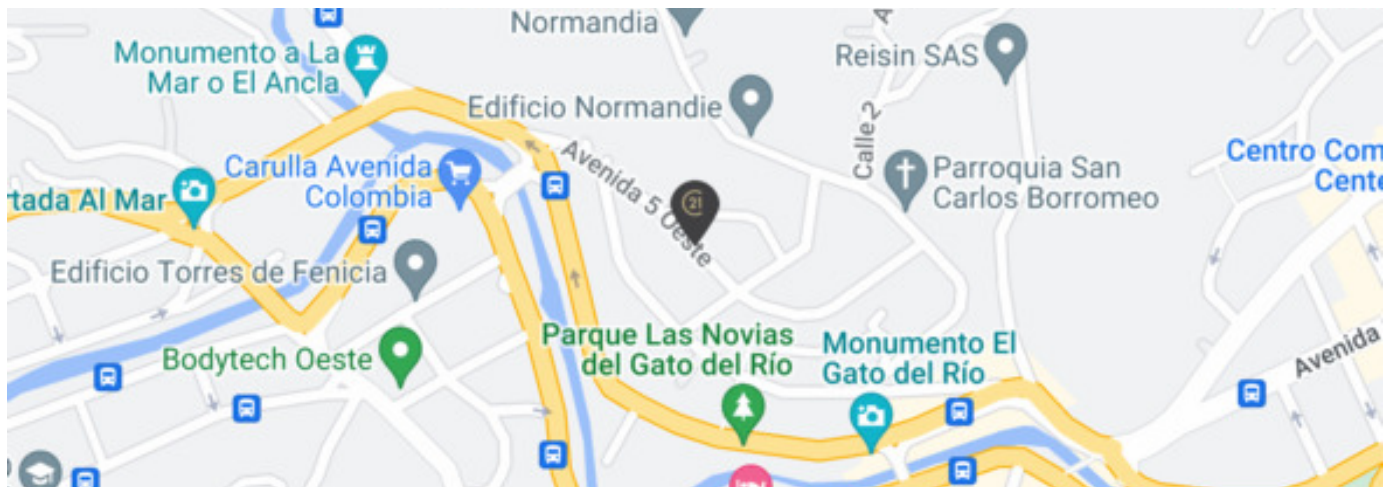 Normandia
Monumento a La
Mar o El Ancla
Reisin SAS
Edificio Normandie
Calle 2
Avenida 5 Oeste
Carulla Avenida
Colombia
Parroquia San
Carlos Borromeo
Centro Com
Cente
rtada Al Mar
21
Edificio Torres de Fenicia
Parque Las Novias
del Gato del Río
Monumento El
Gato del Río
Bodytech Oeste
Avenida